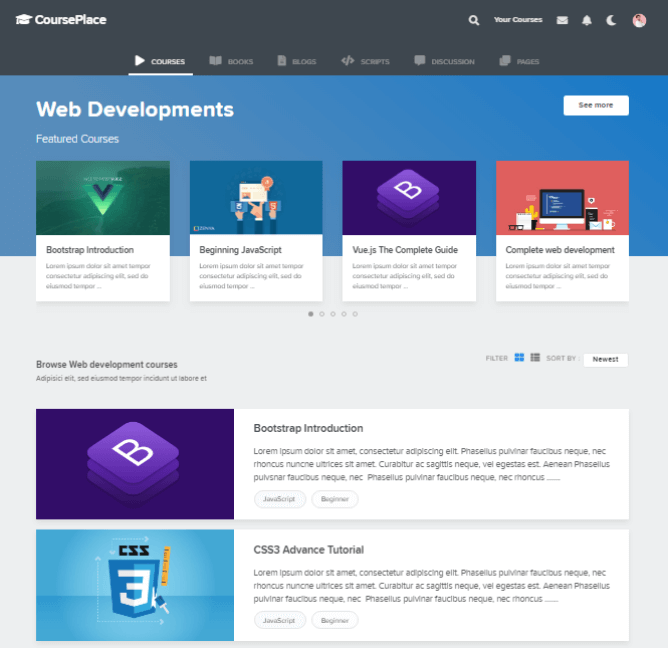 CoursePlace
Your Courses
COURSES
BOOKS
BLOGS
SCRIPTS
DISCUSSION
PAGES
Web Developments
See more
Featured Courses
Bootstrap Introduction
Lorem ipsum dolor sit amet tempor
consectetur adipiscing elit, sed do
eiusmod tempor ...
Beginning JavaScript
Lorem ipsum dolor sit amet tempor
consectetur adipiscing elit, sed do
eiusmod tempor ...
B
Vue.js The Complete Guide
Lorem ipsum dolor sit amet tempor
consectetur adipiscing elit, sed do
eiusmod tempor ...
Complete web development
Lorem ipsum dolor sit amet tempor
consectetur adipiscing elit, sed do
eiusmod tempor ...
Browse Web development courses
Adipisci elit, sed eiusmod tempor incidunt ut labore et
FILTER
SORT BY :
Newest
B
Bootstrap Introduction
Lorem ipsum dolor sit amet, consectetur adipiscing elit. Phasellus pulvinar faucibus neque, nec
rhoncus nuncne ultrices sit amet. Curabitur ac sagittis neque, vel egestas est. Aenean Phasellus
pulvsnar faucibus neque, nec Phasellus pulvinar faucibus neque, nec rhoncus .......
JavaScript
Beginner
CSS
3
CSS3 Advance Tutorial
Lorem ipsum dolor sit amet, consectetur adipiscing elit. Phasellus pulvinar faucibus neque, nec
rhoncus nuncne ultrices sit amet. Curabitur ac sagittis neque, vel egestas est. Aenean Phasellus
pulvinar faucibus neque, nec Phasellus pulvinar faucibus neque, nec rhoncus .......
JavaScript
Beginner